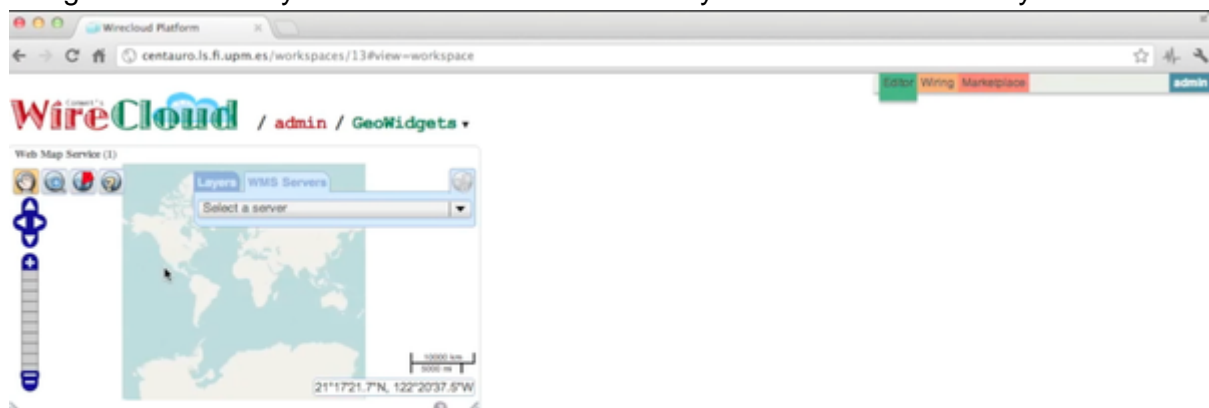 Wirecloud Platform
centauro.ls.fi.upm.es/workspaces/13#view=workspace
Editor Wiring Marketplace admin
WireCloud / admin / GeoWidgets
Web Map Service (1)
Layers WMS Servers
Select a server
10000 km
5000 mi
21°17'21.7"N, 122°20'37.5"W